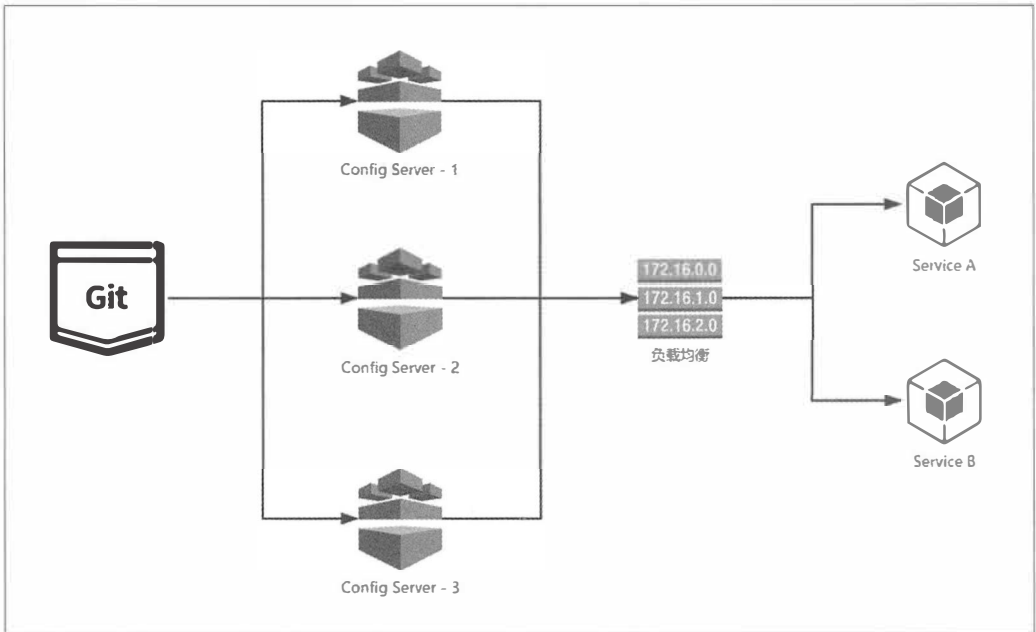 Config Server - 1
Git
Config Server - 2
Config Server - 3
172.16.0.0
172.16.1.0
172.16.2.0
负载均衡
Service A
Service B